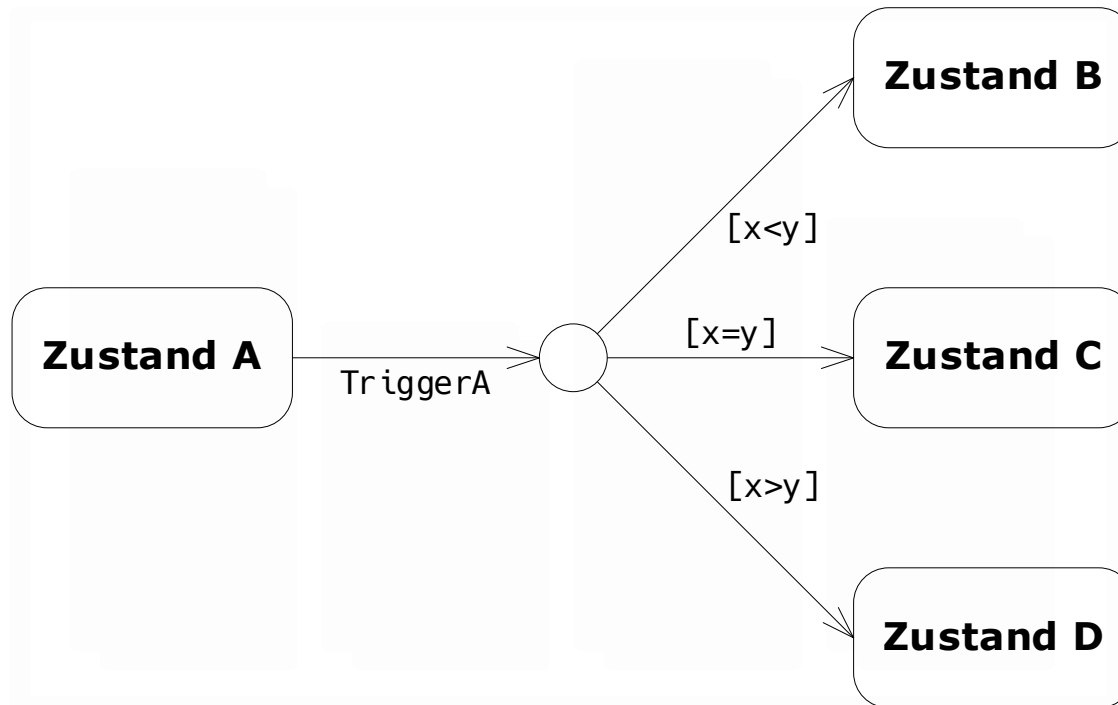 Zustand B
[x<y]
Zustand A
TriggerA
[x=y]
Zustand C
[x>y]
Zustand D